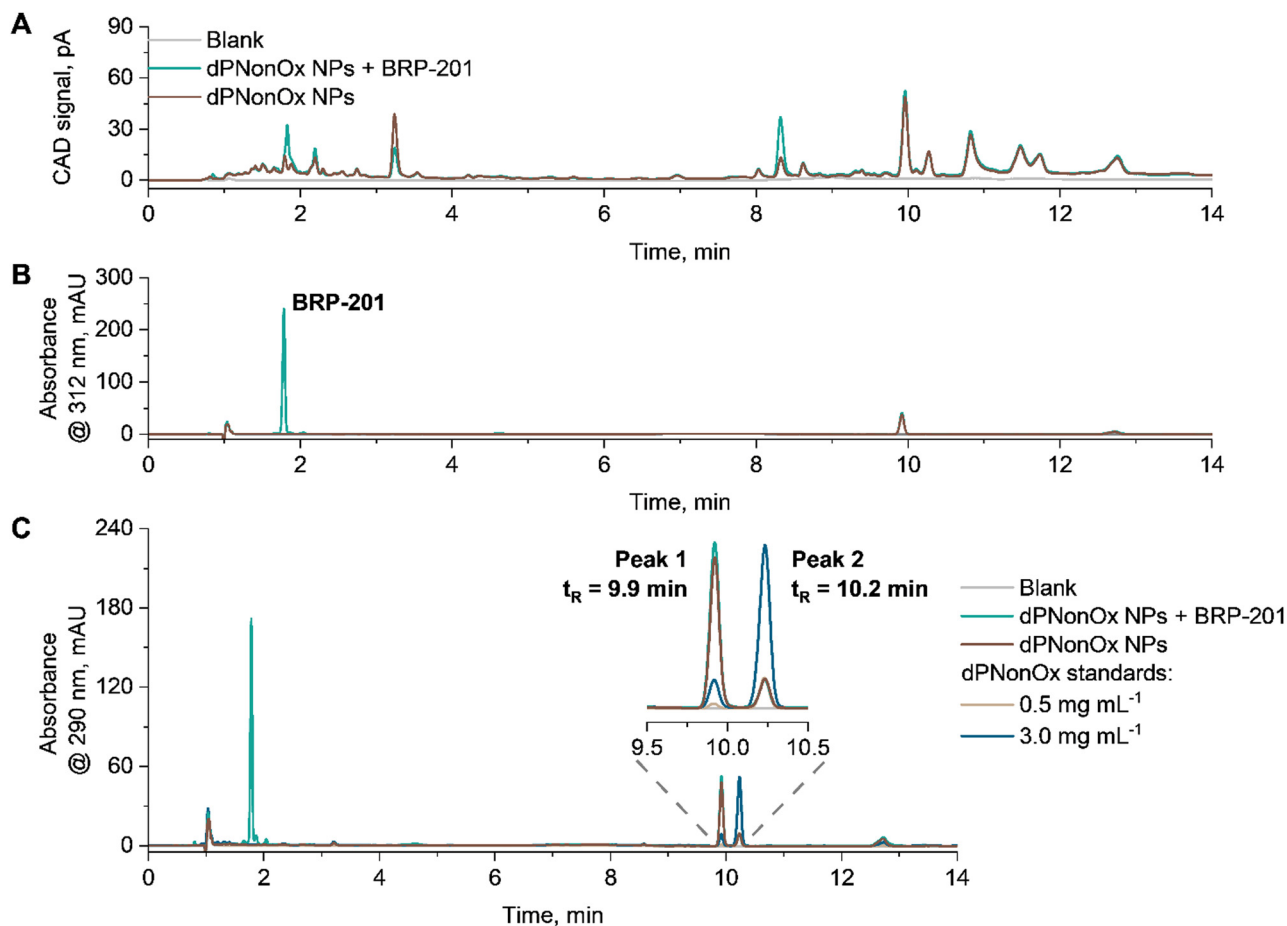 A
CAD signal, pA
90
60
30
0
Blank
dPNonOx NPs + BRP-201
dPNonOx NPs
0 2 4 6 8 10 12 14
Time, min
B
Absorbance
@ 312 nm, mAU
300
200
100
0
BRP-201
0 2 4 6 8 10 12 14
Time, min
C
Absorbance
@ 290 nm, mAU
240
180
120
60
0
Peak 1
t_R = 9.9 min
Peak 2
t_R = 10.2 min
9.5 10.0 10.5
Blank
dPNonOx NPs + BRP-201
dPNonOx NPs
dPNonOx standards:
0.5 mg mL⁻¹
3.0 mg mL⁻¹
0 2 4 6 8 10 12 14
Time, min